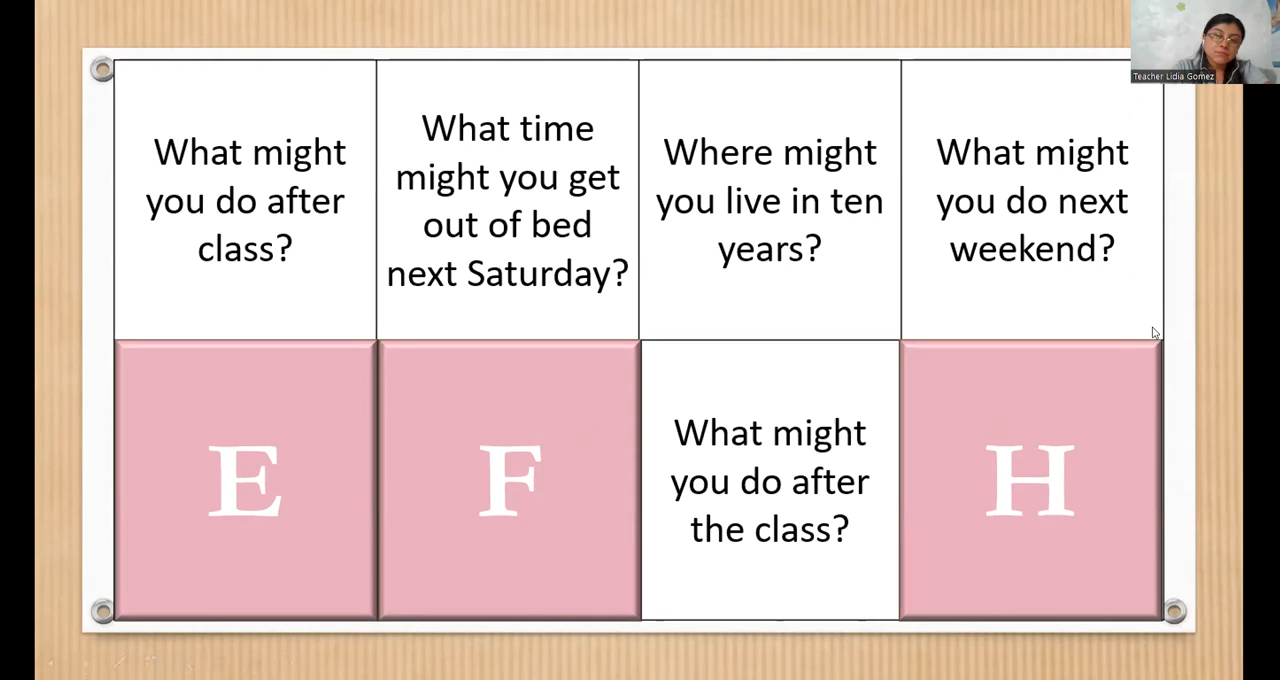 Teacher Lidia Gomez
What might
you do after
class?
What time
might you get
out of bed
next Saturday?
Where might
you live in ten
years?
What might
you do next
weekend?
E
F
What might
you do after
the class?
H